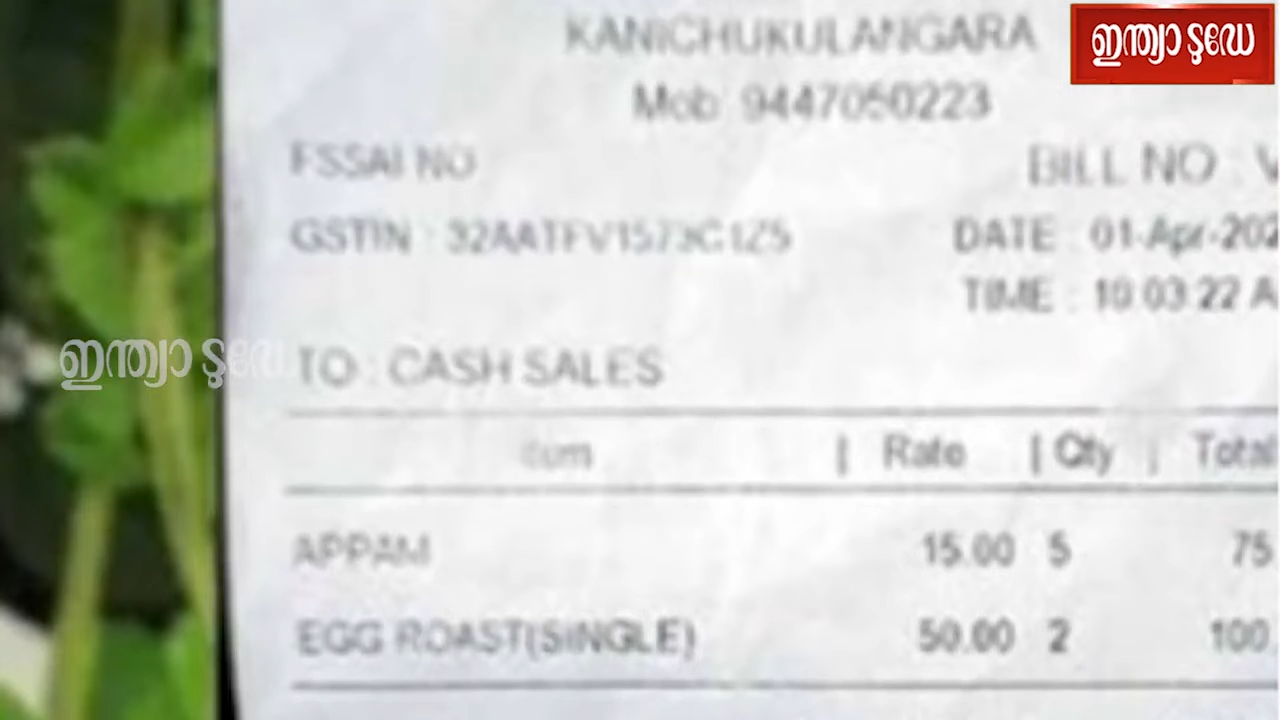 ഇന്ത്യാ ടുഡേ
KANICHUKULANGARA
Mob: 9447050223
FSSAI NO
BILL NO : V
GSTIN : 32AATFV1573C1Z5
DATE : 01-Apr-202
TIME : 10:03:22 A
ഇന്ത്യാ ടുഡേ
TO : CASH SALES
| Rate | Qty | Total
APPAM 15.00 5 75
EGG ROAST(SINGLE) 50.00 2 100.